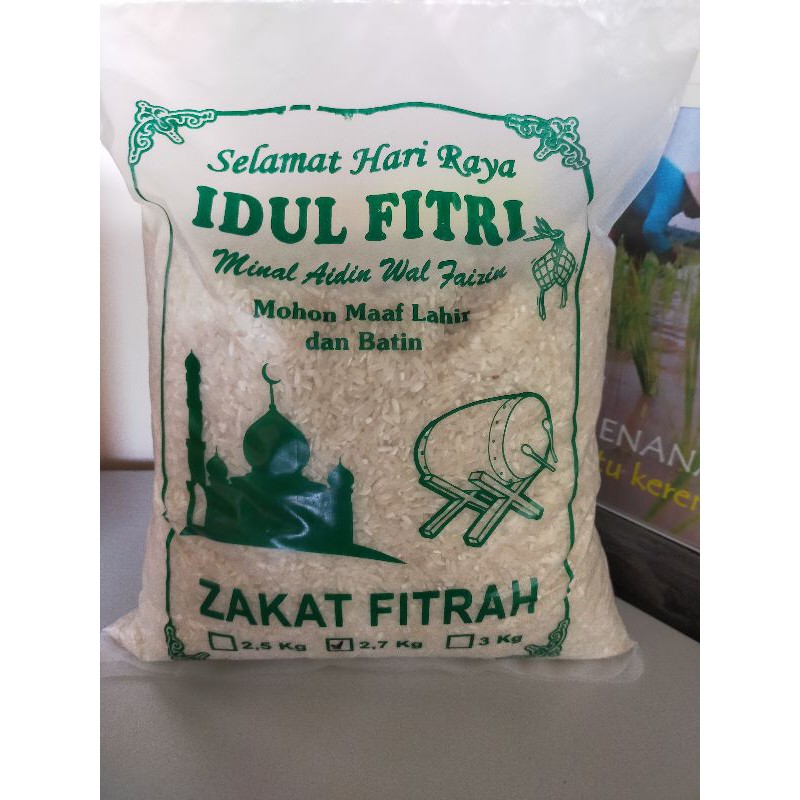 Selamat Hari Raya
IDUL FITRI
Minal Aidin Wal Faizin
Mohon Maaf Lahir
dan Batin
ZAKAT FITRAH
2,5 Kg 2,7 Kg 3 Kg